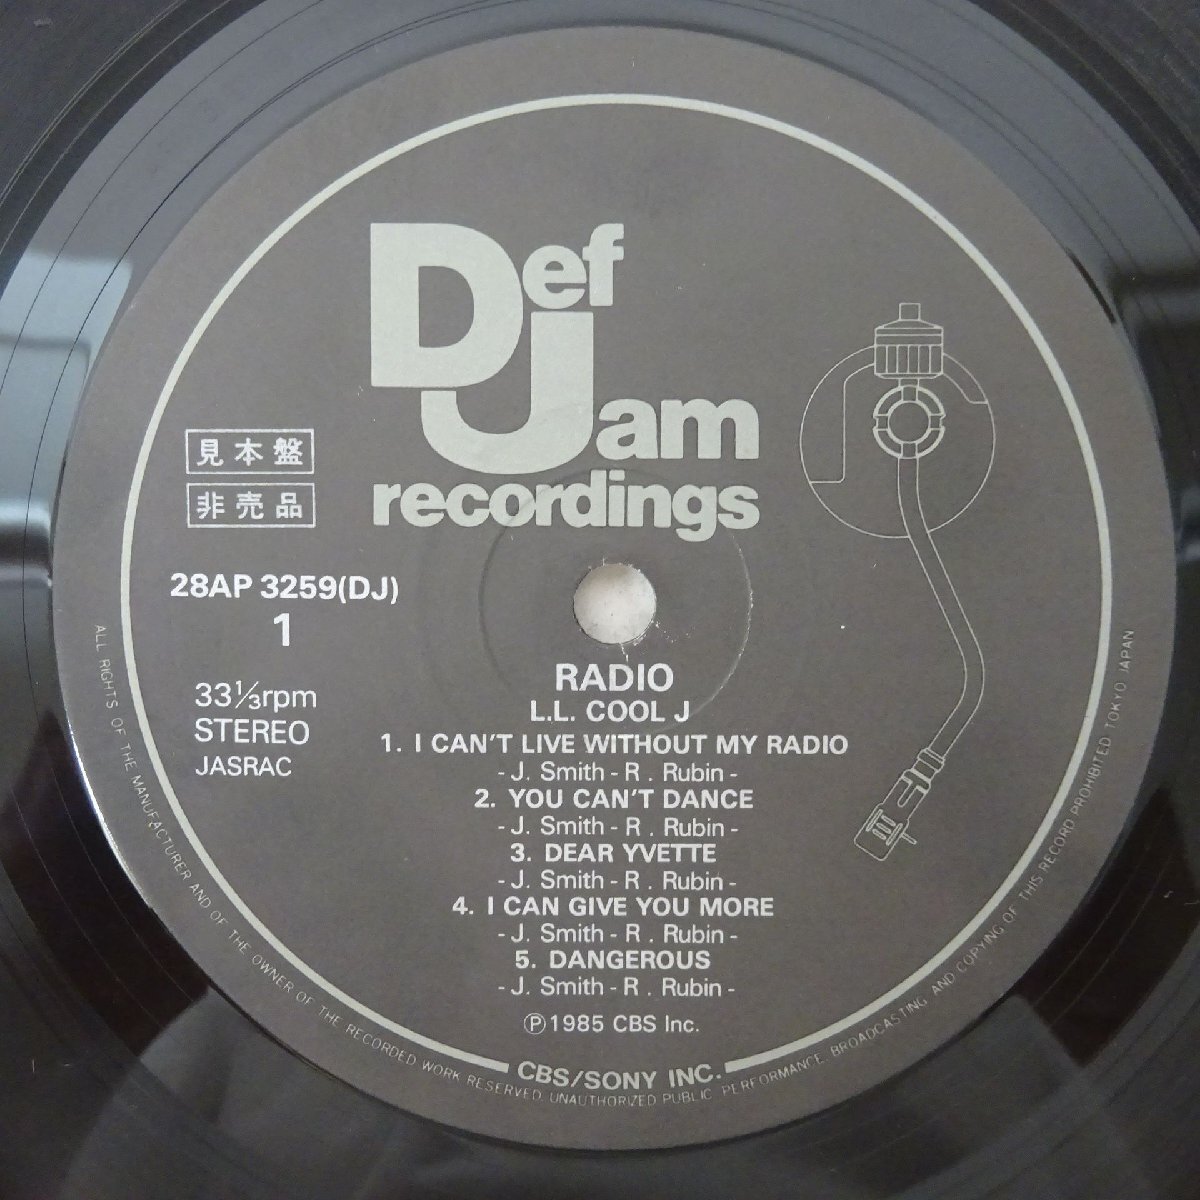 Def
Jam
recordings
見本盤
非売品
28AP 3259(DJ)
1
33⅓rpm
STEREO
JASRAC
RADIO
L.L. COOL J
1. I CAN'T LIVE WITHOUT MY RADIO
- J. Smith - R . Rubin -
2. YOU CAN'T DANCE
- J. Smith - R . Rubin -
3. DEAR YVETTE
- J. Smith - R . Rubin -
4. I CAN GIVE YOU MORE
- J. Smith - R . Rubin -
5. DANGEROUS
- J. Smith - R . Rubin -
Ⓟ1985 CBS Inc.
CBS/SONY INC.
ALL RIGHTS OF THE MANUFACTURER AND OF THE OWNER OF THE RECORDED WORK RESERVED. UNAUTHORIZED PUBLIC PERFORMANCE. BROADCASTING AND COPYING OF THIS RECORD PROHIBITED TOKYO JAPAN